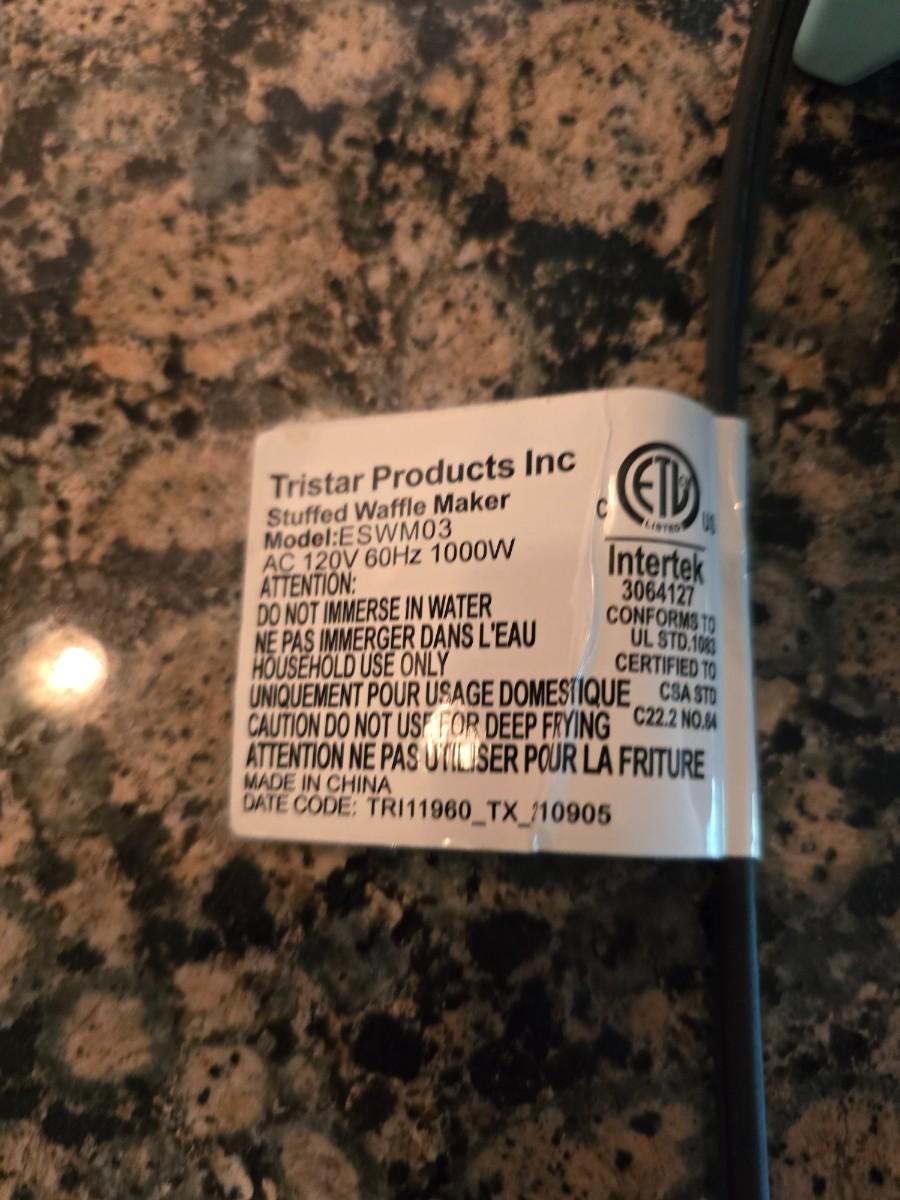 Tristar Products Inc
Stuffed Waffle Maker
Model:ESWM03
AC 120V 60Hz 1000W
ATTENTION:
DO NOT IMMERSE IN WATER
NE PAS IMMERGER DANS L'EAU
HOUSEHOLD USE ONLY
UNIQUEMENT POUR USAGE DOMESTIQUE
CAUTION DO NOT USE FOR DEEP FRYING
ATTENTION NE PAS UTILISER POUR LA FRITURE
MADE IN CHINA
DATE CODE: TRI11960_TX_210905
ETL
LISTED
C US
Intertek
3064127
CONFORMS TO
UL STD.1083
CERTIFIED TO
CSA STD
C22.2 NO.64